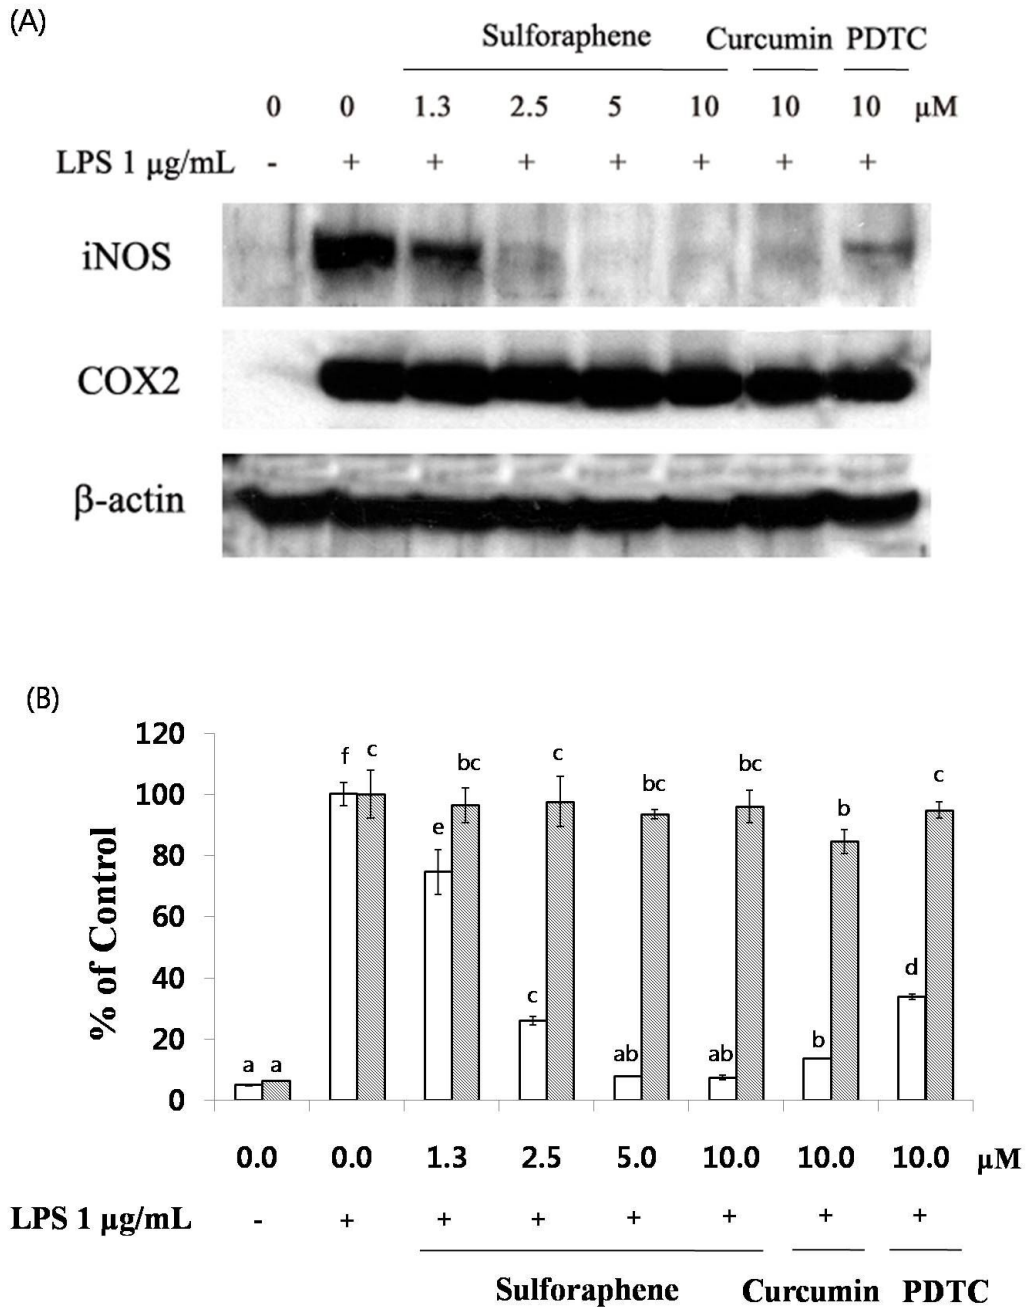 (A)
Sulforaphene Curcumin PDTC
0 0 1.3 2.5 5 10 10 10 μM
LPS 1 μg/mL - + + + + + + +
iNOS
COX2
β-actin
(B)
120
100
80
60
40
20
0
% of Control
a a f c e bc c c ab bc ab bc b b d c
0.0 0.0 1.3 2.5 5.0 10.0 10.0 10.0 μM
LPS 1 μg/mL - + + + + + + +
Sulforaphene Curcumin PDTC